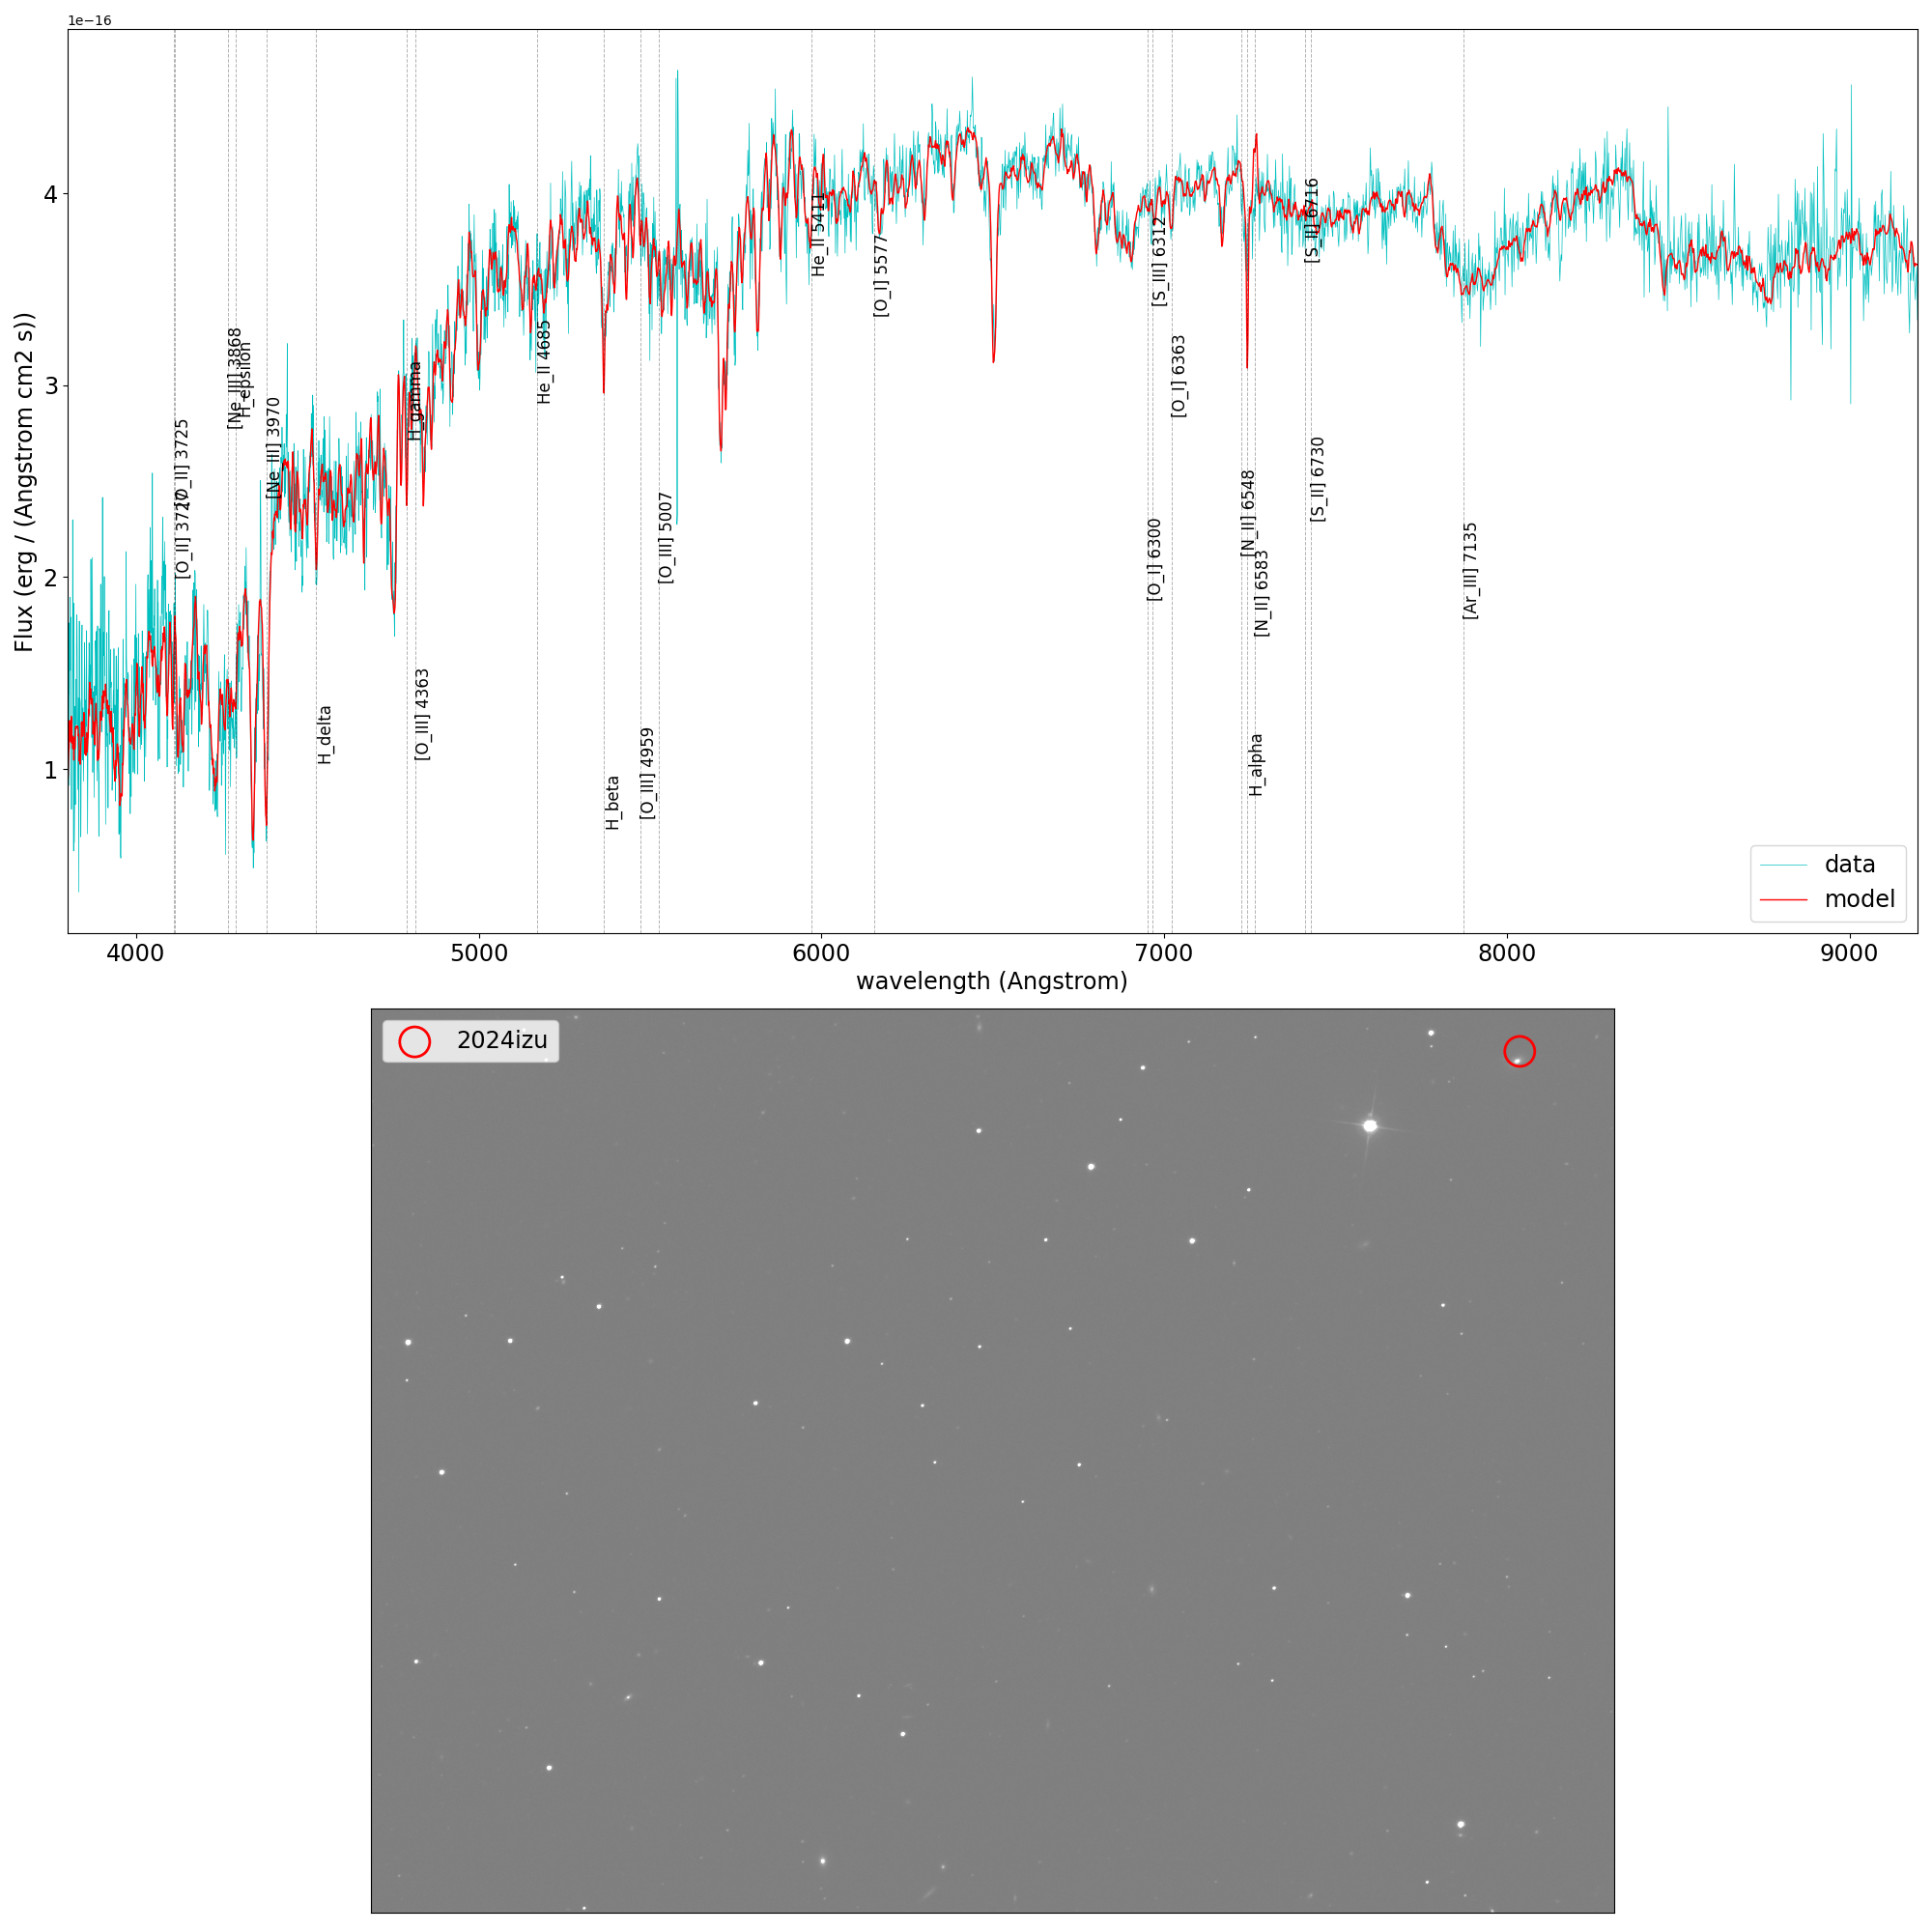 1e−16
Flux (erg / (Angstrom cm2 s))
4
3
2
1
[O_II] 3725
[Ne_III] 3868
H_epsilon
[Ne_III] 3970
H_delta
H_gamma
[O_III] 4363
He_II 4685
H_beta
[O_III] 4959
[O_III] 5007
He_II 5411
[O_I] 5577
[O_I] 6300
[S_III] 6312
[O_I] 6363
[N_II] 6548
H_alpha
[N_II] 6583
[S_II] 6716
[S_II] 6730
[Ar_III] 7135
data
model
4000 5000 6000 7000 8000 9000
wavelength (Angstrom)
2024izu